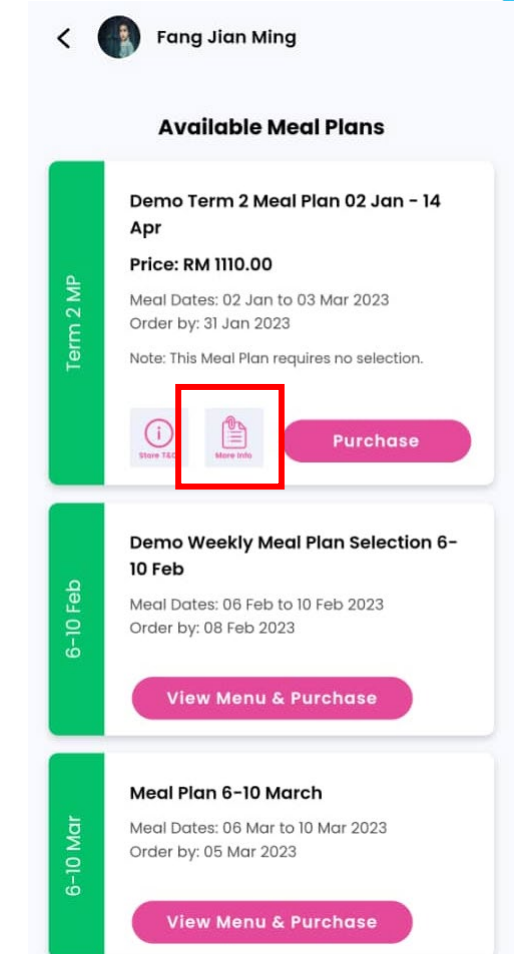 Fang Jian Ming
Available Meal Plans
Term 2 MP
Demo Term 2 Meal Plan 02 Jan - 14
Apr
Price: RM 1110.00
Meal Dates: 02 Jan to 03 Mar 2023
Order by: 31 Jan 2023
Note: This Meal Plan requires no selection.
Store T&C
More Info
Purchase
6-10 Feb
Demo Weekly Meal Plan Selection 6-
10 Feb
Meal Dates: 06 Feb to 10 Feb 2023
Order by: 08 Feb 2023
View Menu & Purchase
6-10 Mar
Meal Plan 6-10 March
Meal Dates: 06 Mar to 10 Mar 2023
Order by: 05 Mar 2023
View Menu & Purchase